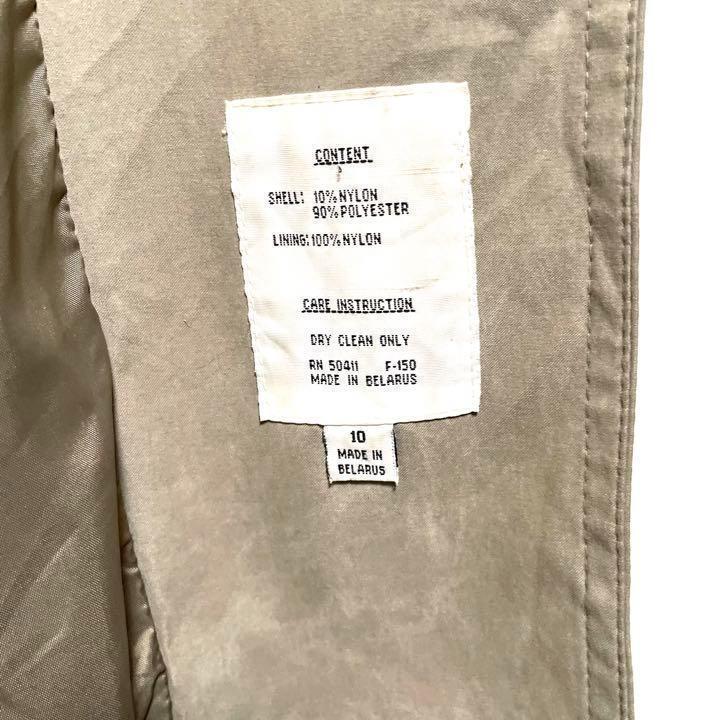 CONTENT
SHELL: 10% NYLON
90% POLYESTER
LINING: 100% NYLON
CARE INSTRUCTION
DRY CLEAN ONLY
RN 50411 F-150
MADE IN BELARUS
10
MADE IN
BELARUS